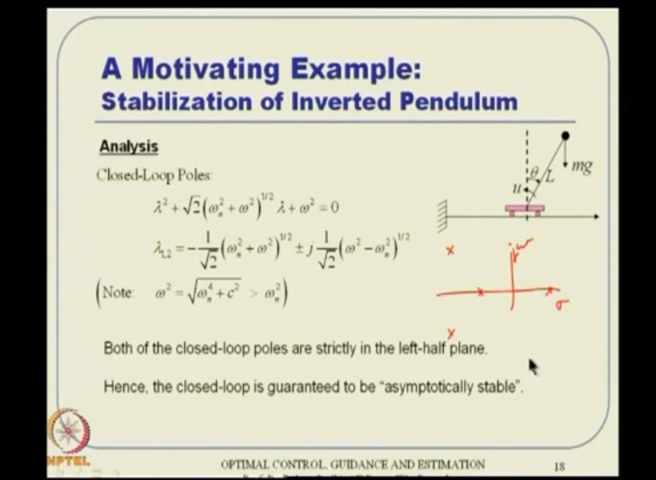 A Motivating Example:
Stabilization of Inverted Pendulum
Analysis
Closed-Loop Poles:
λ² + √2(ωₙ² + ω²)^1/2 λ + ω² = 0
λ₁,₂ = −1/√2 (ωₙ² + ω²)^1/2 ± j 1/√2 (ω² − ωₙ²)^1/2
(Note: ω² = √(ωₙ⁴ + c²) > ωₙ²)
θ L
mg
u
x
jω
σ
x
Both of the closed-loop poles are strictly in the left-half plane.
Hence, the closed-loop is guaranteed to be “asymptotically stable”.
NPTEL
OPTIMAL CONTROL, GUIDANCE AND ESTIMATION
18